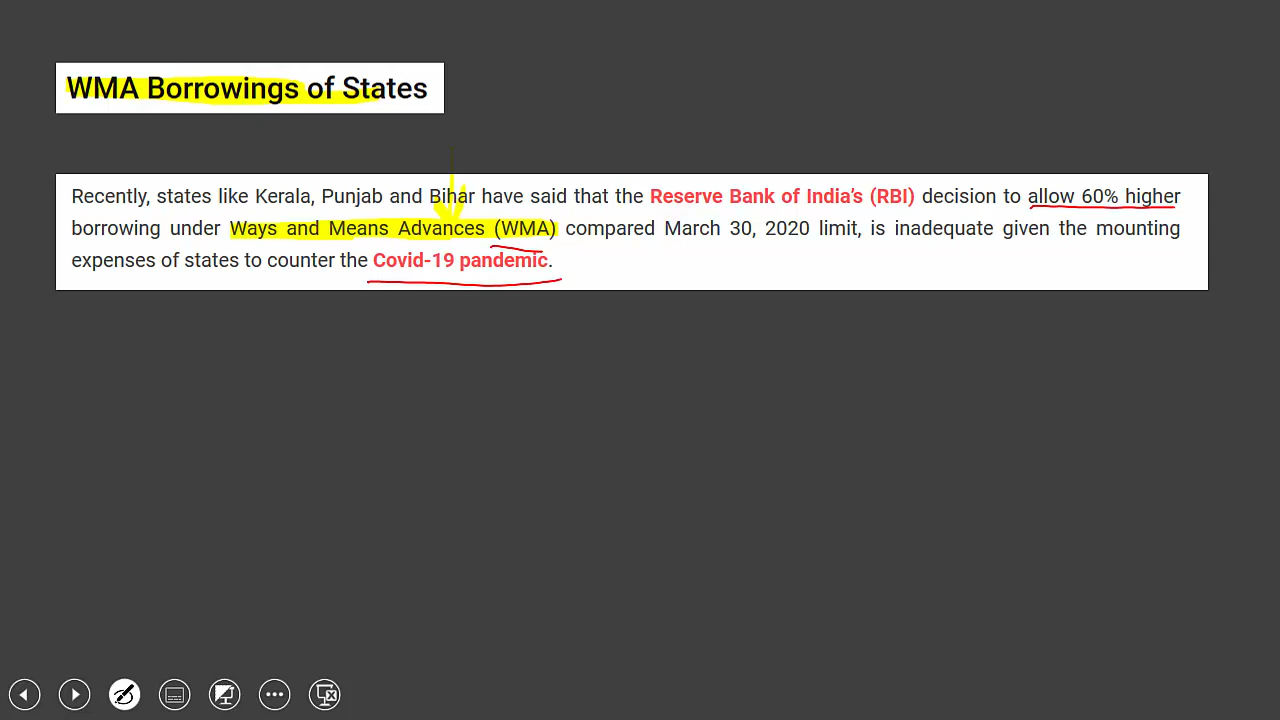 WMA Borrowings of States
Recently, states like Kerala, Punjab and Bihar have said that the Reserve Bank of India's (RBI) decision to allow 60% higher
borrowing under Ways and Means Advances (WMA) compared March 30, 2020 limit, is inadequate given the mounting
expenses of states to counter the Covid-19 pandemic.